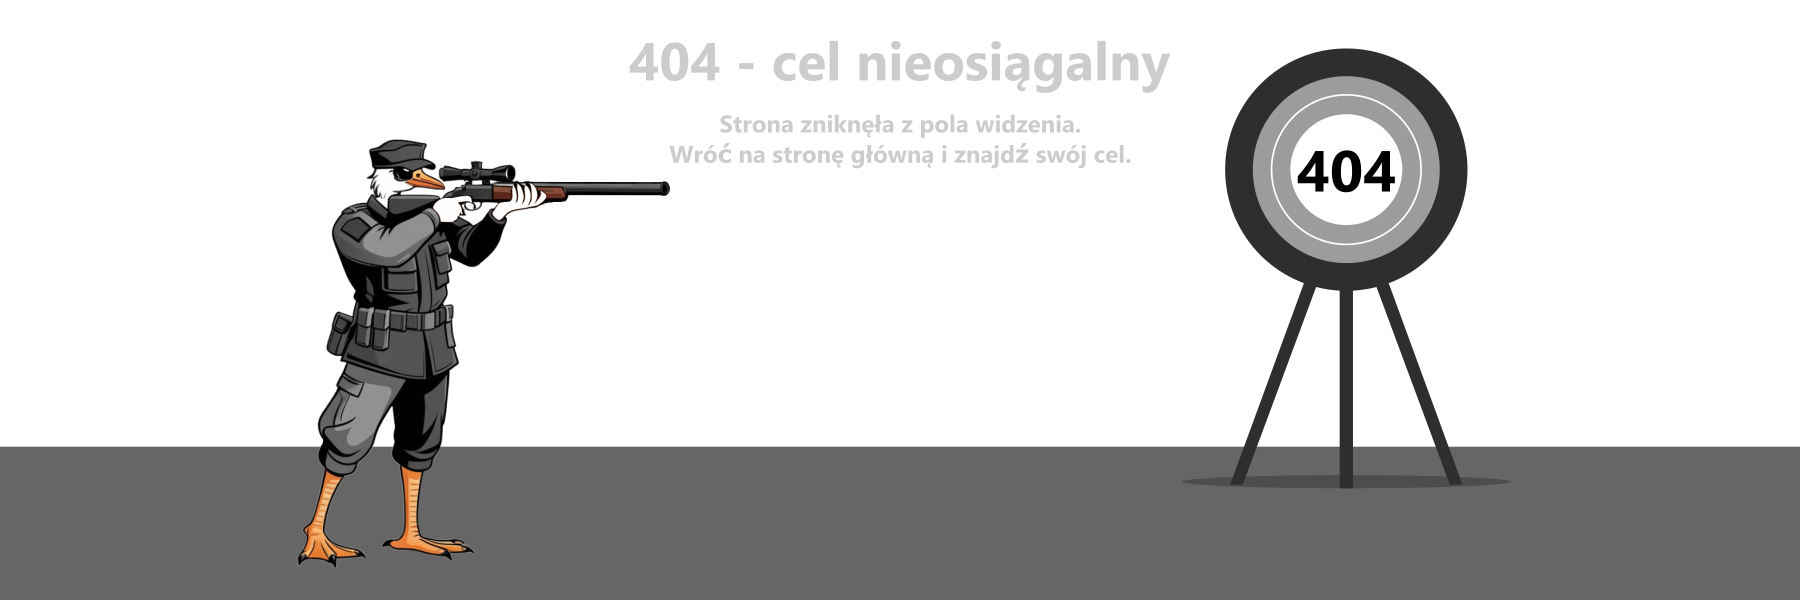 404 - cel nieosiągalny
Strona zniknęła z pola widzenia.
Wróć na stronę główną i znajdź swój cel.
404